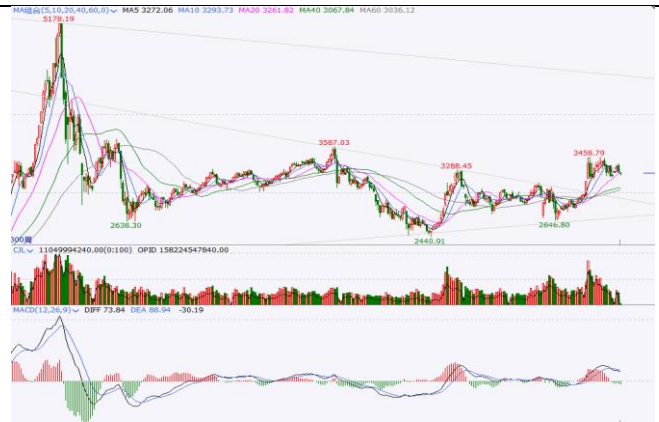 MA组合(5,10,20,40,60,0) MA5 3272.06 MA10 3293.73 MA20 3261.82 MA40 3067.84 MA60 3036.12
5178.19
3587.03
3458.79
3288.45
2638.30
2646.80
2440.91
300周
CJL 11049994240.00(0:100) OPID 158224547840.00
MACD(12,26,9) DIFF 73.84 DEA 88.94 -30.19